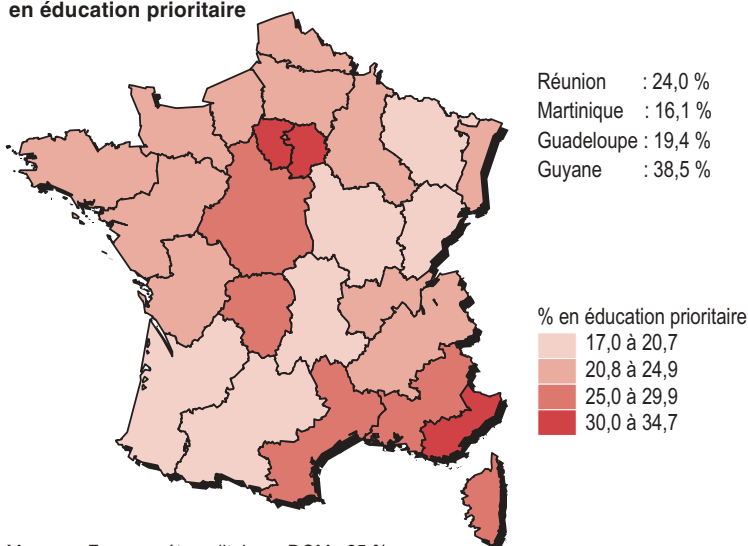 en éducation prioritaire
Réunion : 24,0 %
Martinique : 16,1 %
Guadeloupe : 19,4 %
Guyane : 38,5 %
% en éducation prioritaire
17,0 à 20,7
20,8 à 24,9
25,0 à 29,9
30,0 à 34,7